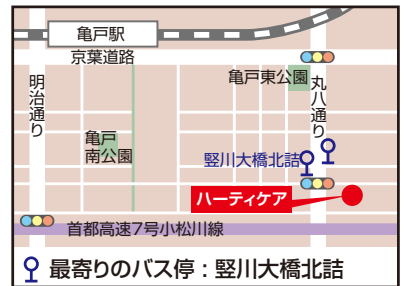 亀戸駅
京葉道路
明治通り
亀戸東公園
丸八通り
亀戸
南公園
竪川大橋北詰
ハーティケア
首都高速7号小松川線
最寄りのバス停：竪川大橋北詰